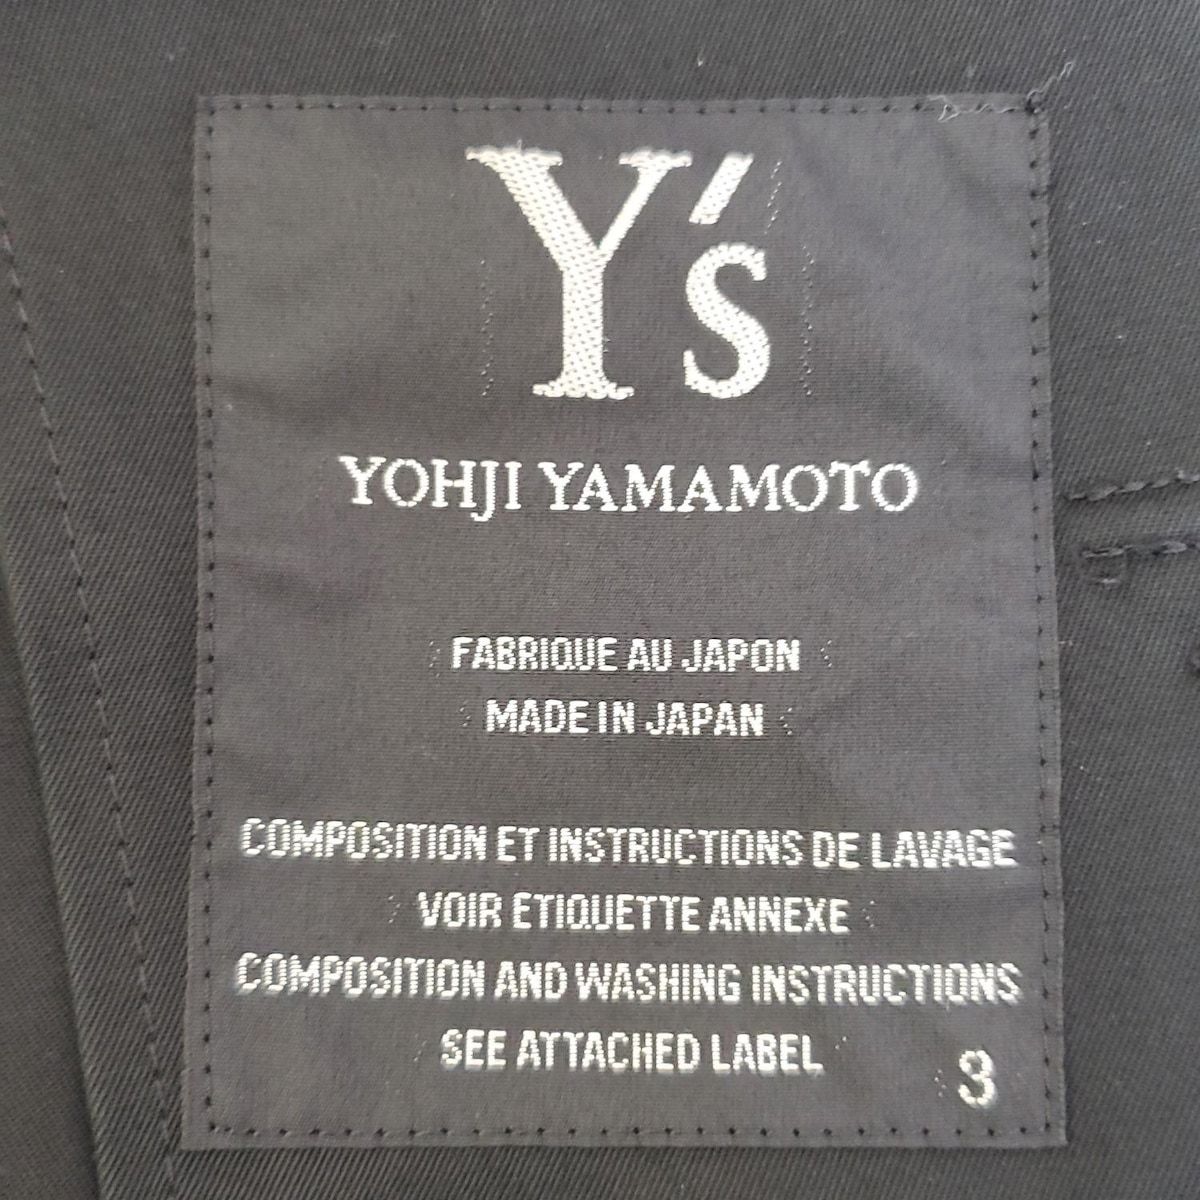 Y's
YOHJI YAMAMOTO
FABRIQUE AU JAPON
MADE IN JAPAN
COMPOSITION ET INSTRUCTIONS DE LAVAGE
VOIR ETIQUETTE ANNEXE
COMPOSITION AND WASHING INSTRUCTIONS
SEE ATTACHED LABEL
3